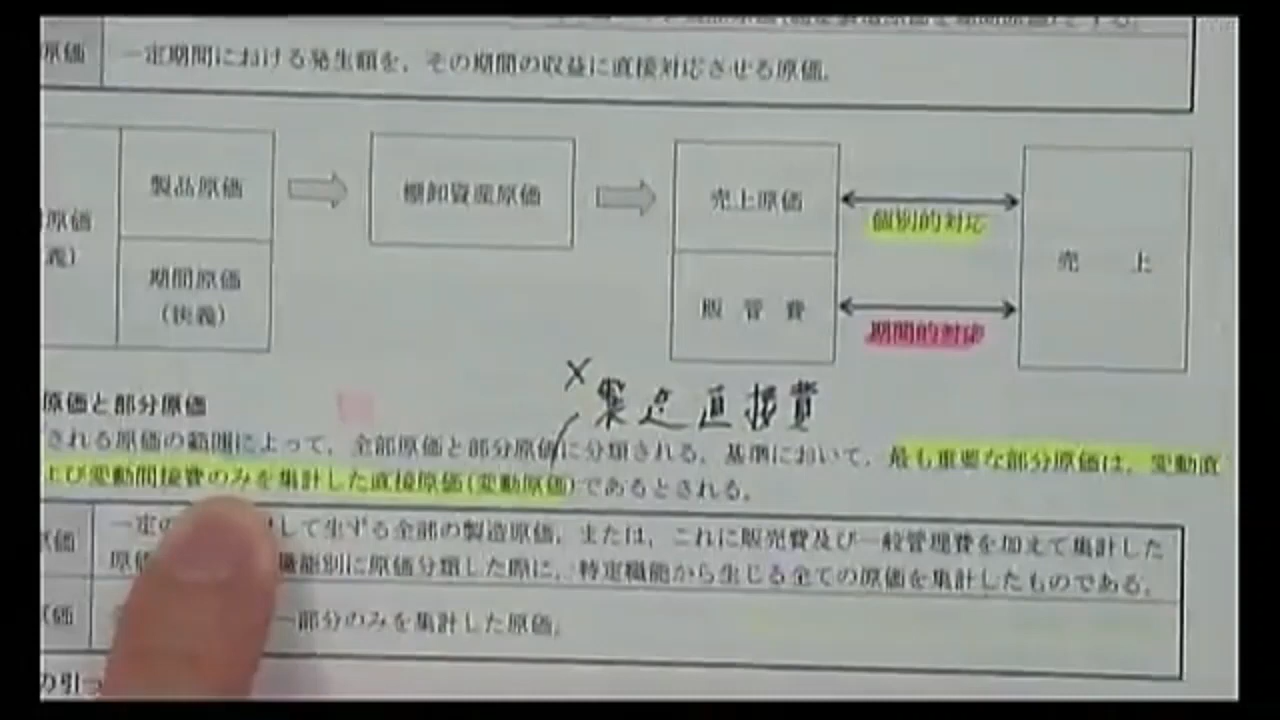 原価 一定期間における発生額を、その期間の収益に直接対応させる原価。
製品原価
棚卸資産原価
売上原価
個別的対応
原価
義)
期間原価
(狭義)
販管費
期間的対応
売 上
× 製造直接費
原価と部分原価
される原価の範囲によって、全部原価と部分原価に分類される。基準において、最も重要な部分原価は、変動直
よび変動間接費のみを集計した直接原価(変動原価)であるとされる。
原価 一定の して生ずる全部の製造原価、または、これに販売費及び一般管理費を加えて集計した
原価 機能別に原価分類した際に、特定機能から生じる全ての原価を集計したものである。
原価 一部分のみを集計した原価。
の引